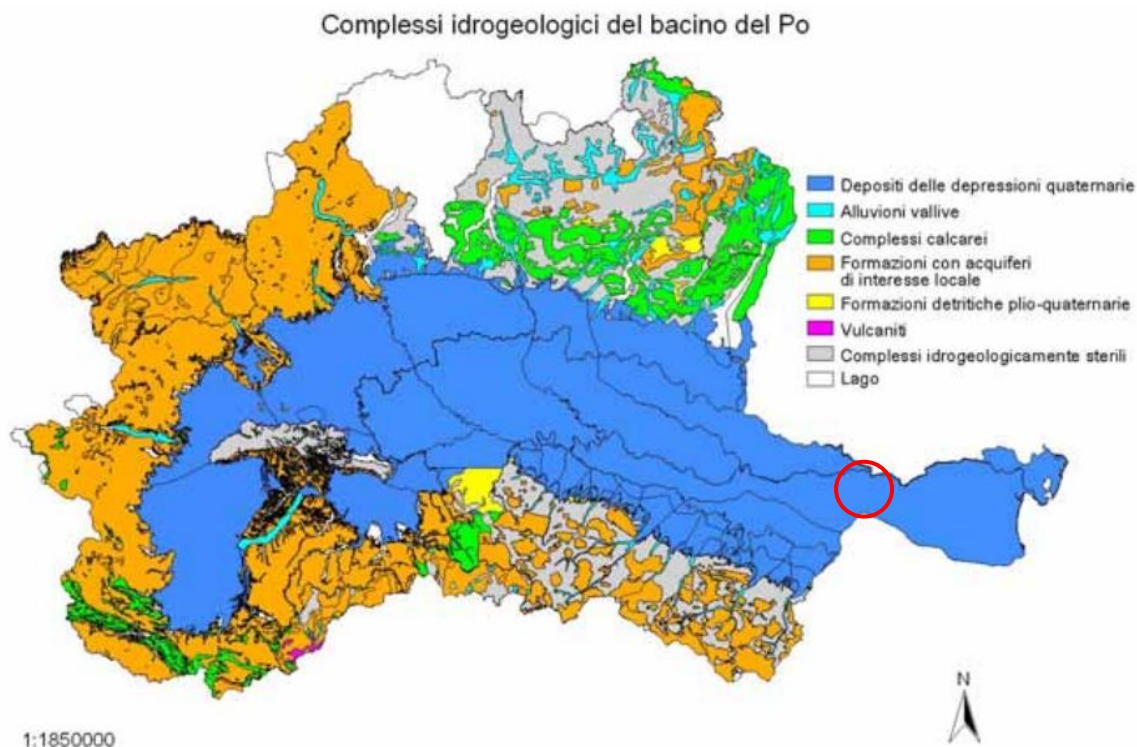 Complessi idrogeologici del bacino del Po
Depositi delle depressioni quaternarie
Alluvioni vallive
Complessi calcarei
Formazioni con acquiferi
di interesse locale
Formazioni detritiche plio-quaternarie
Vulcaniti
Complessi idrogeologicamente sterili
Lago
N
1:1850000